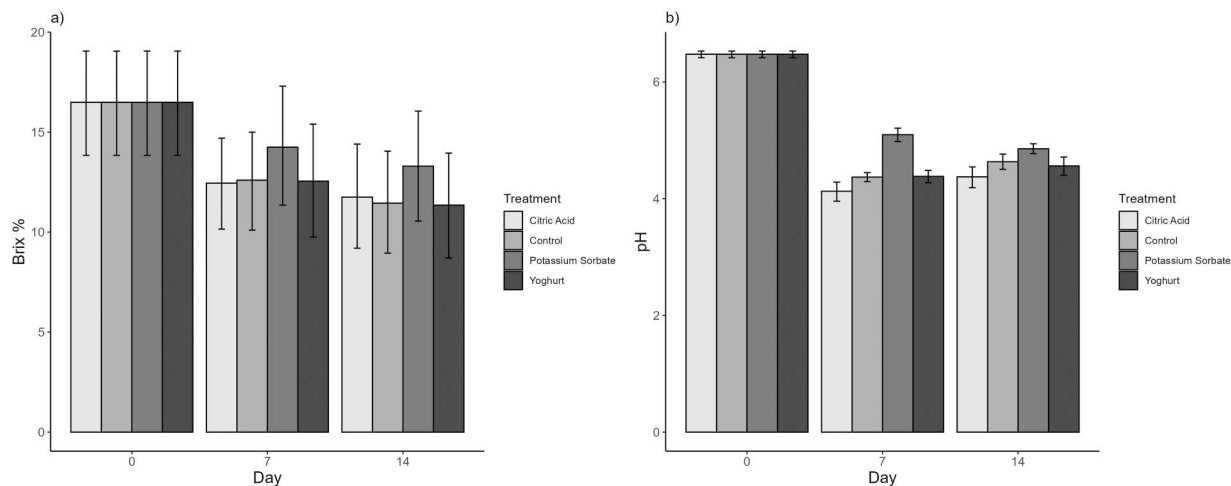 a)
20
15
10
5
0
Brix %
0
7
14
Day
Treatment
Citric Acid
Control
Potassium Sorbate
Yoghurt
b)
6
4
2
0
pH
0
7
14
Day
Treatment
Citric Acid
Control
Potassium Sorbate
Yoghurt